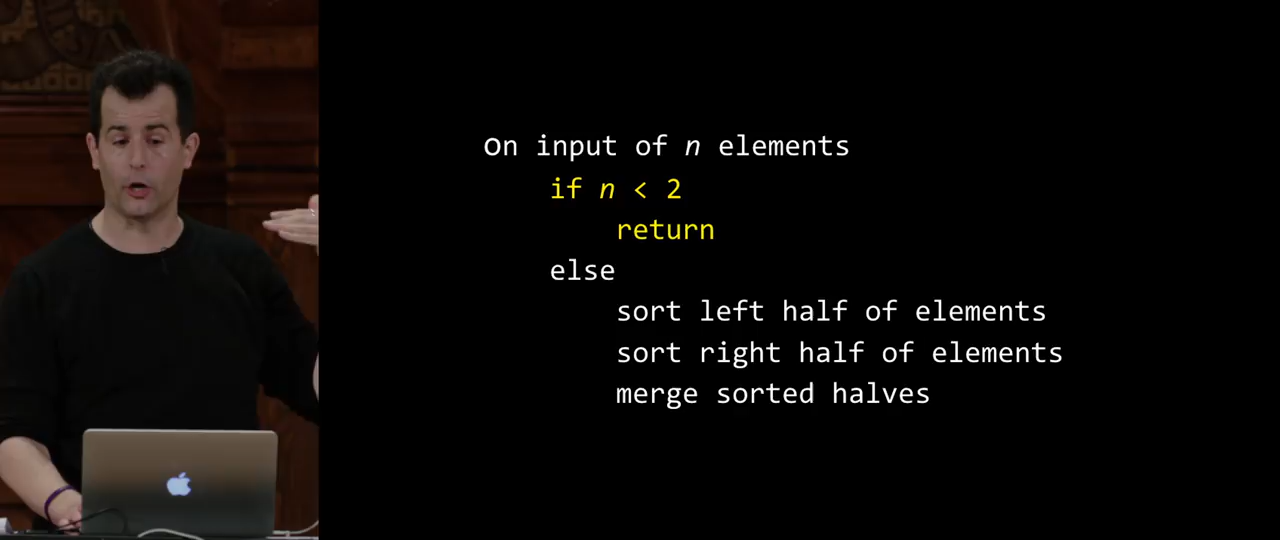 On input of n elements
if n < 2
return
else
sort left half of elements
sort right half of elements
merge sorted halves